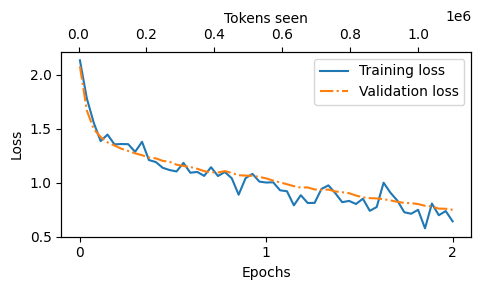 Tokens seen
1e6
0.0 0.2 0.4 0.6 0.8 1.0
Training loss
Validation loss
2.0
1.5
1.0
0.5
Loss
0 1 2
Epochs